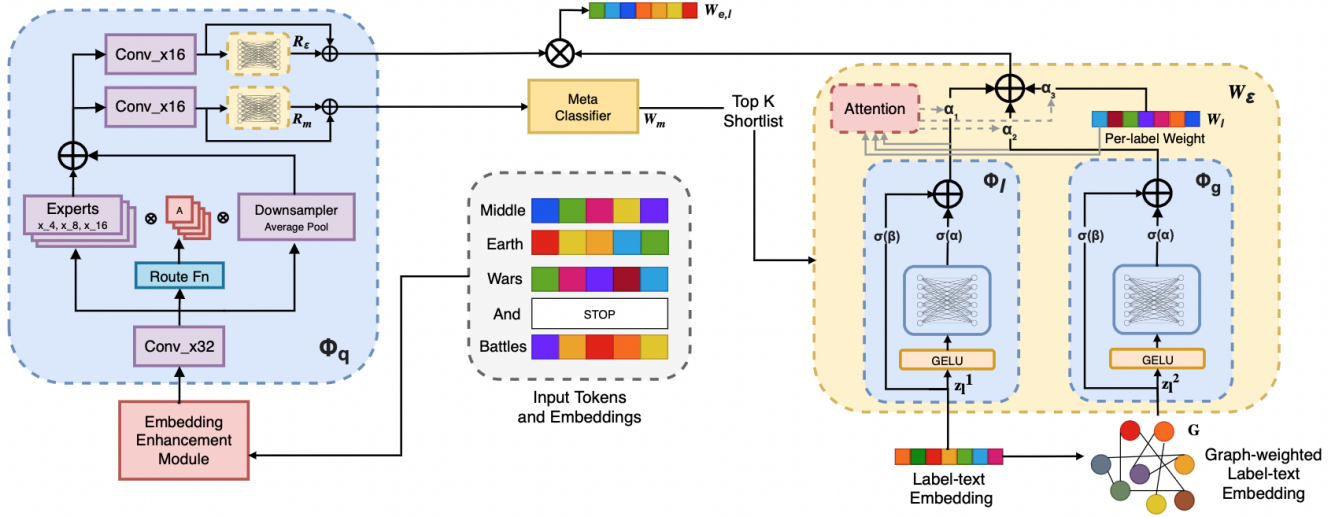 Conv_x16
R_ε
W_{e,l}
Conv_x16
R_m
Meta
Classifier
W_m
Top K
Shortlist
Attention
α_1
α_2
α_3
W_ε
W_l
Per-label Weight
Experts
x_4, x_8, x_16
A
Downsampler
Average Pool
Route Fn
Conv_x32
Φ_q
Embedding
Enhancement
Module
Middle
Earth
Wars
And
STOP
Battles
Input Tokens
and Embeddings
Φ_l
σ(β)
σ(α)
GELU
z_l^1
Φ_g
σ(β)
σ(α)
GELU
z_l^2
Label-text
Embedding
G
Graph-weighted
Label-text
Embedding